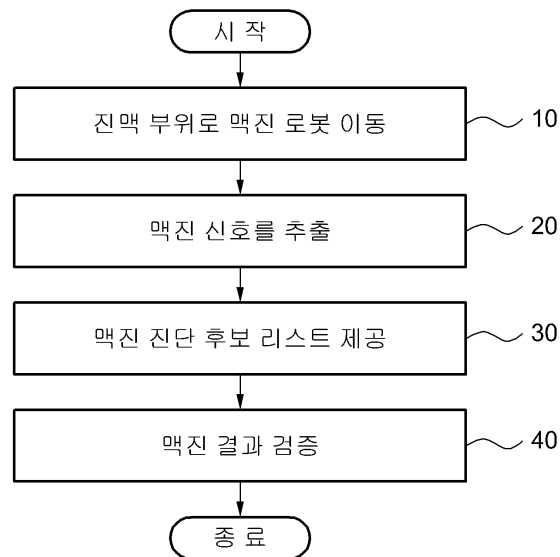 시 작
진맥 부위로 맥진 로봇 이동
10
맥진 신호를 추출
20
맥진 진단 후보 리스트 제공
30
맥진 결과 검증
40
종 료